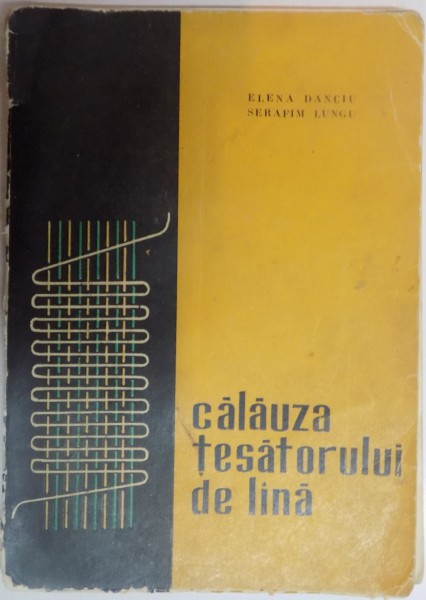 ELENA DANCIU
SERAFIM LUNGU
călăuza
țesătorului
de lînă